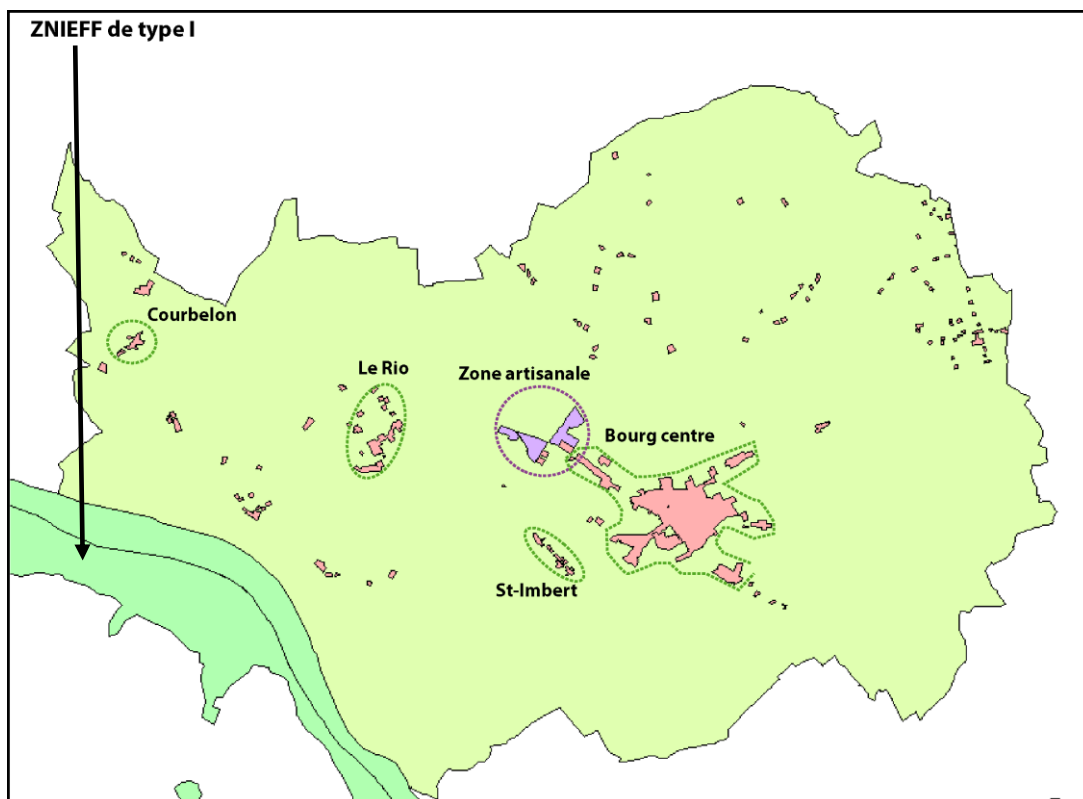 ZNIEFF de type I
Courbelon
Le Rio
Zone artisanale
Bourg centre
St-Imbert